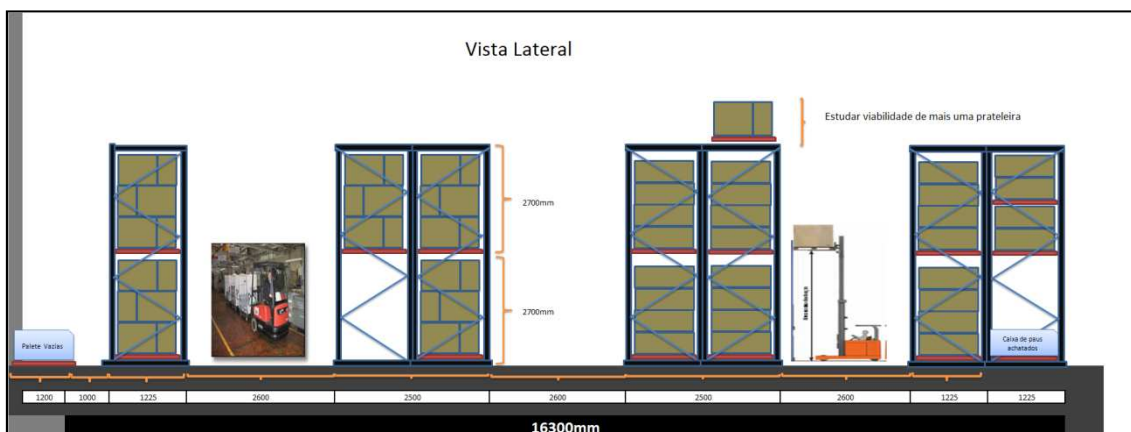 Vista Lateral
Estudar viabilidade de mais uma prateleira
2700mm
2700mm
Palete Vazias
Caixa de paus
achatados
1200 1000 1225 2600 2500 2600 2500 2600 1225 1225
16300mm